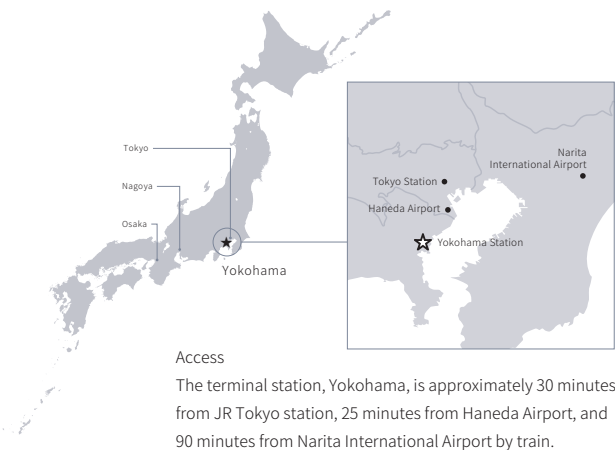 Tokyo
Nagoya
Osaka
Yokohama
Narita
International Airport
Tokyo Station
Haneda Airport
Yokohama Station
Access
The terminal station, Yokohama, is approximately 30 minutes
from JR Tokyo station, 25 minutes from Haneda Airport, and
90 minutes from Narita International Airport by train.